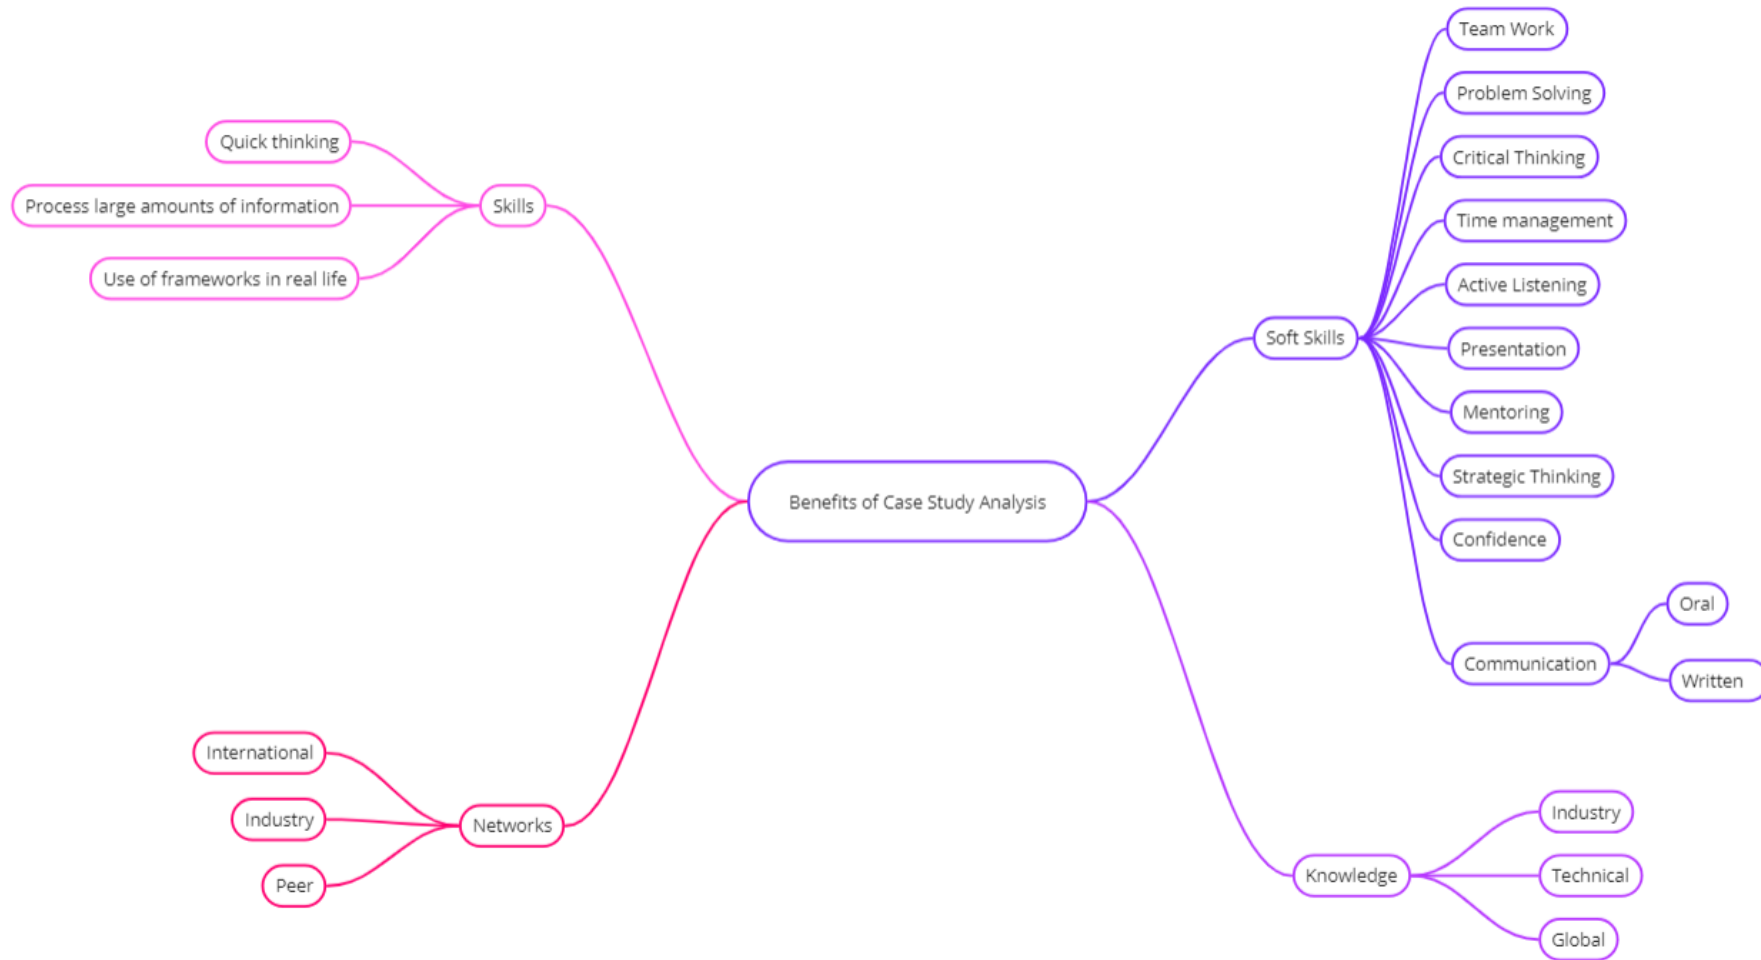 Benefits of Case Study Analysis
Skills
Quick thinking
Process large amounts of information
Use of frameworks in real life
Networks
International
Industry
Peer
Soft Skills
Team Work
Problem Solving
Critical Thinking
Time management
Active Listening
Presentation
Mentoring
Strategic Thinking
Confidence
Communication
Oral
Written
Knowledge
Industry
Technical
Global